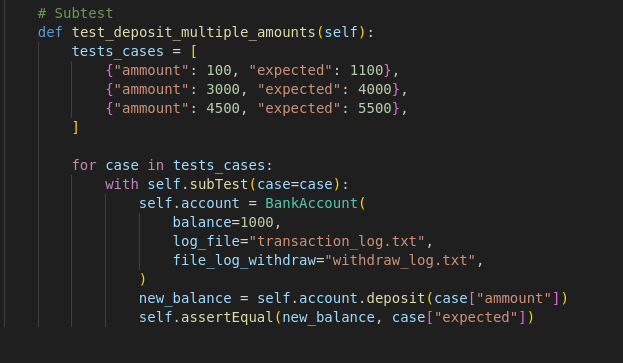 # Subtest
def test_deposit_multiple_amounts(self):
    tests_cases = [
        {"ammount": 100, "expected": 1100},
        {"ammount": 3000, "expected": 4000},
        {"ammount": 4500, "expected": 5500},
    ]

    for case in tests_cases:
        with self.subTest(case=case):
            self.account = BankAccount(
                balance=1000,
                log_file="transaction_log.txt",
                file_log_withdraw="withdraw_log.txt",
            )
            new_balance = self.account.deposit(case["ammount"])
            self.assertEqual(new_balance, case["expected"])